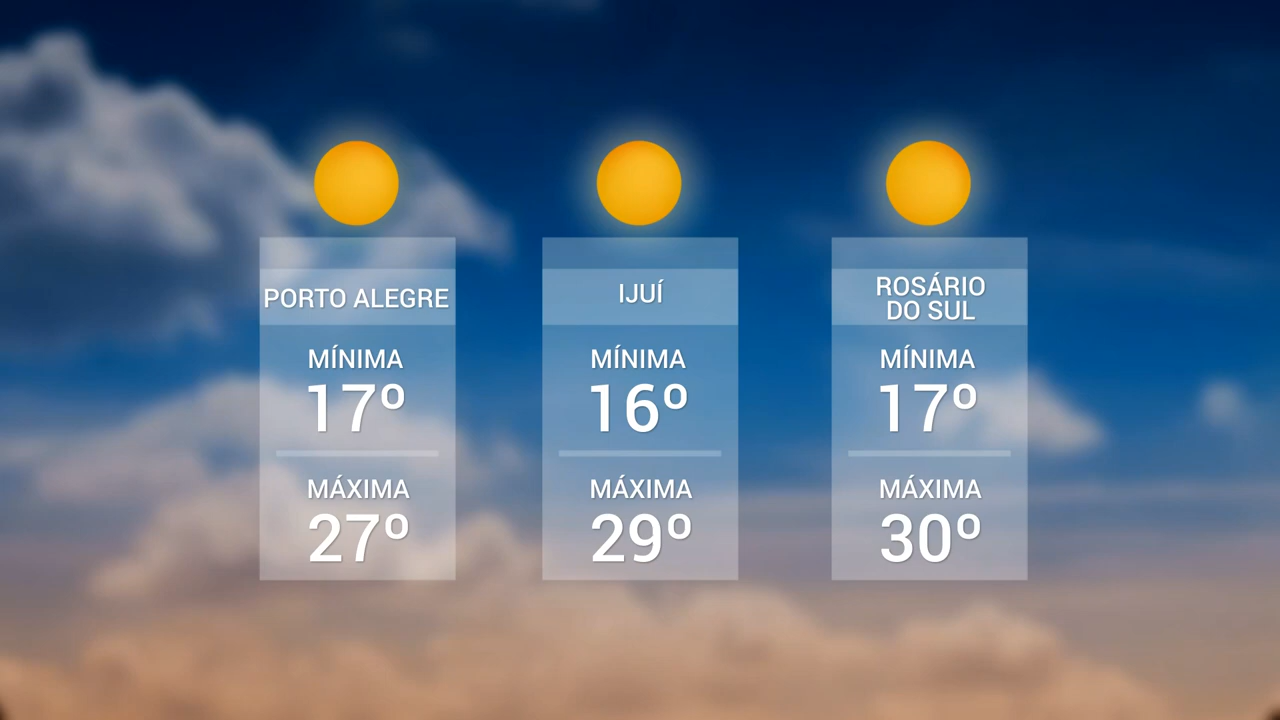 PORTO ALEGRE
MÍNIMA
17º
MÁXIMA
27º
IJUÍ
MÍNIMA
16º
MÁXIMA
29º
ROSÁRIO
DO SUL
MÍNIMA
17º
MÁXIMA
30º